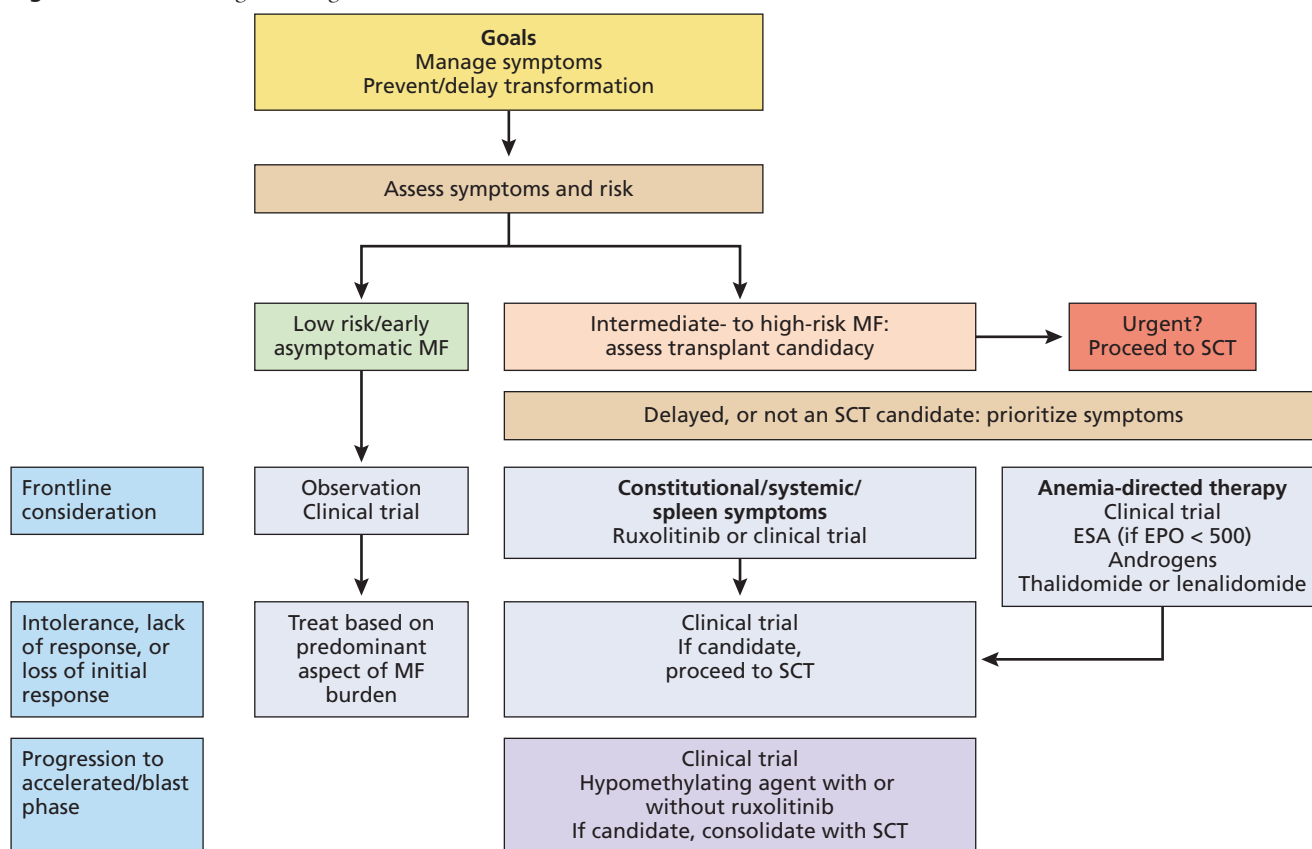 Goals
Manage symptoms
Prevent/delay transformation
Assess symptoms and risk
Low risk/early
asymptomatic MF
Intermediate- to high-risk MF:
assess transplant candidacy
Urgent?
Proceed to SCT
Delayed, or not an SCT candidate: prioritize symptoms
Frontline
consideration
Observation
Clinical trial
Constitutional/systemic/
spleen symptoms
Ruxolitinib or clinical trial
Anemia-directed therapy
Clinical trial
ESA (if EPO < 500)
Androgens
Thalidomide or lenalidomide
Intolerance, lack
of response, or
loss of initial
response
Treat based on
predominant
aspect of MF
burden
Clinical trial
If candidate,
proceed to SCT
Progression to
accelerated/blast
phase
Clinical trial
Hypomethylating agent with or
without ruxolitinib
If candidate, consolidate with SCT